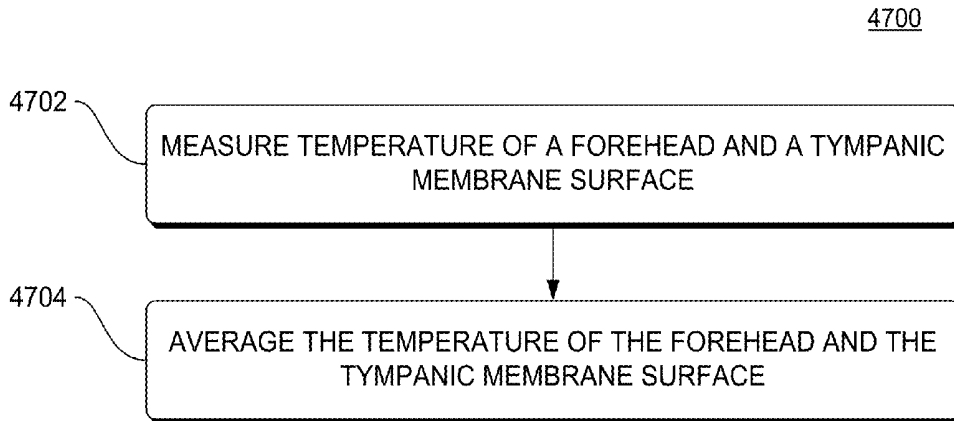 4700
4702
MEASURE TEMPERATURE OF A FOREHEAD AND A TYMPANIC
MEMBRANE SURFACE
4704
AVERAGE THE TEMPERATURE OF THE FOREHEAD AND THE
TYMPANIC MEMBRANE SURFACE